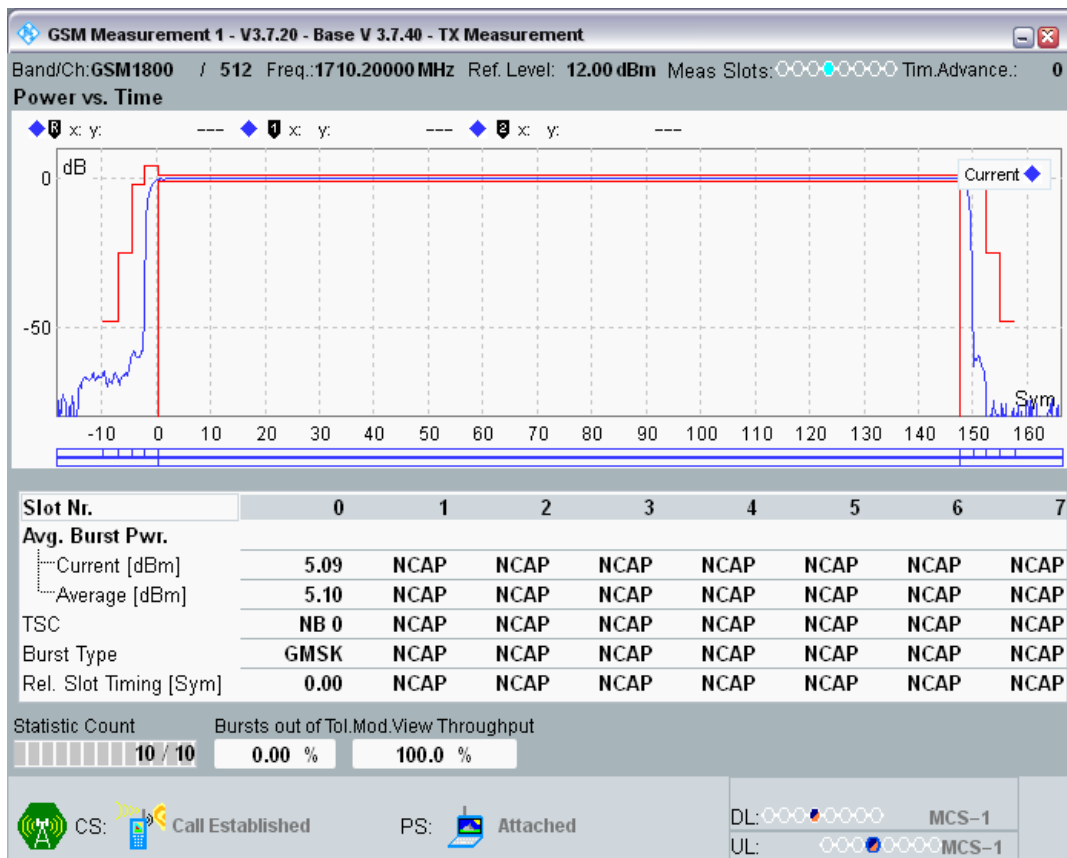 GSM Measurement 1 - V3.7.20 - Base V 3.7.40 - TX Measurement
Band/Ch:GSM1800 / 512 Freq.:1710.20000 MHz Ref. Level: 12.00 dBm Meas Slots: Tim.Advance.: 0
Power vs. Time
R x: y: --- 1 x: y: --- 2 x: y: ---
dB
0
Current
-50
Sym
-10 0 10 20 30 40 50 60 70 80 90 100 110 120 130 140 150 160
Slot Nr. 0 1 2 3 4 5 6 7
Avg. Burst Pwr.
Current [dBm] 5.09 NCAP NCAP NCAP NCAP NCAP NCAP NCAP
Average [dBm] 5.10 NCAP NCAP NCAP NCAP NCAP NCAP NCAP
TSC NB 0 NCAP NCAP NCAP NCAP NCAP NCAP NCAP
Burst Type GMSK NCAP NCAP NCAP NCAP NCAP NCAP NCAP
Rel. Slot Timing [Sym] 0.00 NCAP NCAP NCAP NCAP NCAP NCAP NCAP
Statistic Count Bursts out of Tol.Mod.View Throughput
10 / 10 0.00 % 100.0 %
CS: Call Established PS: Attached
DL: MCS-1
UL: MCS-1